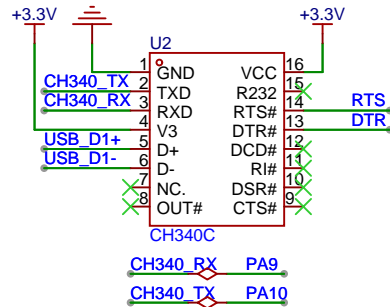 +3.3V +3.3V
U2
1 GND VCC 16
CH340_TX 2 TXD R232 15
CH340_RX 3 RXD RTS# 14 RTS
4 V3 DTR# 13 DTR
USB_D1+ 5 D+ DCD# 12
USB_D1- 6 D- RI# 11
7 NC. DSR# 10
8 OUT# CTS# 9
CH340C
CH340_RX PA9
CH340_TX PA10